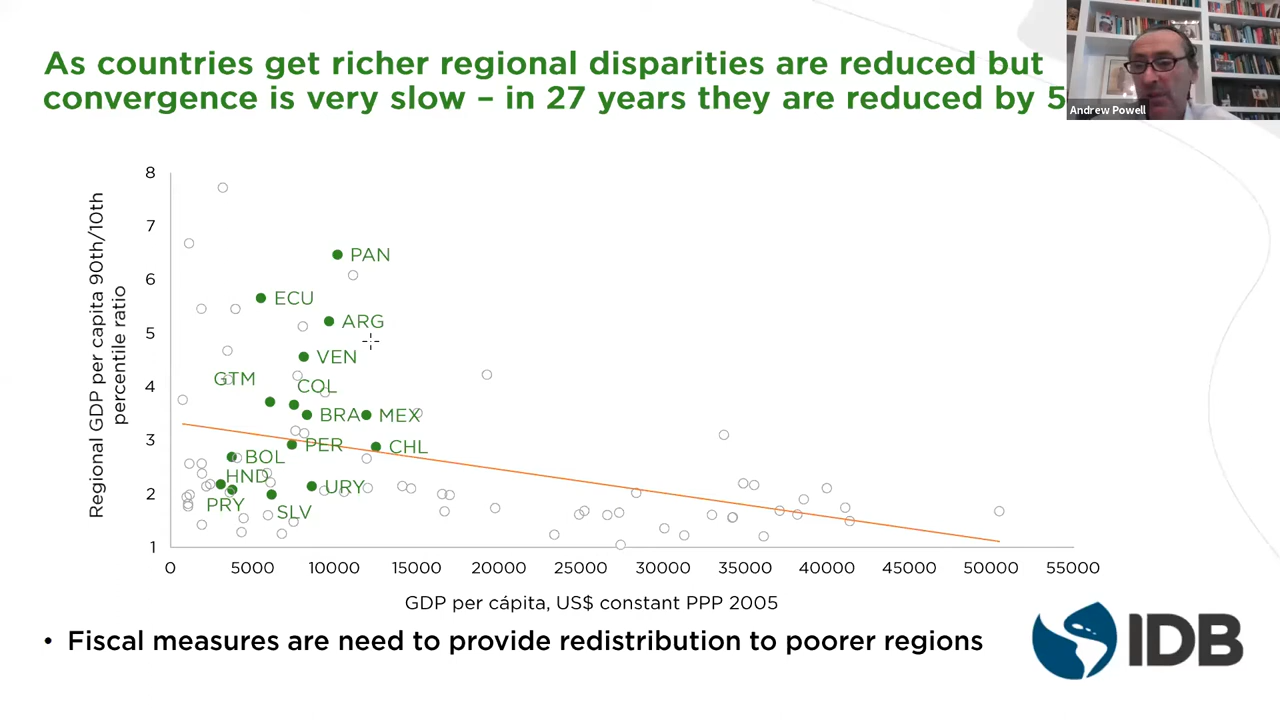 As countries get richer regional disparities are reduced but
convergence is very slow – in 27 years they are reduced by 5
Andrew Powell
Regional GDP per capita 90th/10th
percentile ratio
8
7
6
5
4
3
2
1
PAN
ECU
ARG
VEN
GTM
COL
BRA
MEX
PER
CHL
BOL
HND
URY
PRY
SLV
0
5000
10000
15000
20000
25000
30000
35000
40000
45000
50000
55000
GDP per cápita, US$ constant PPP 2005
• Fiscal measures are need to provide redistribution to poorer regions
IDB